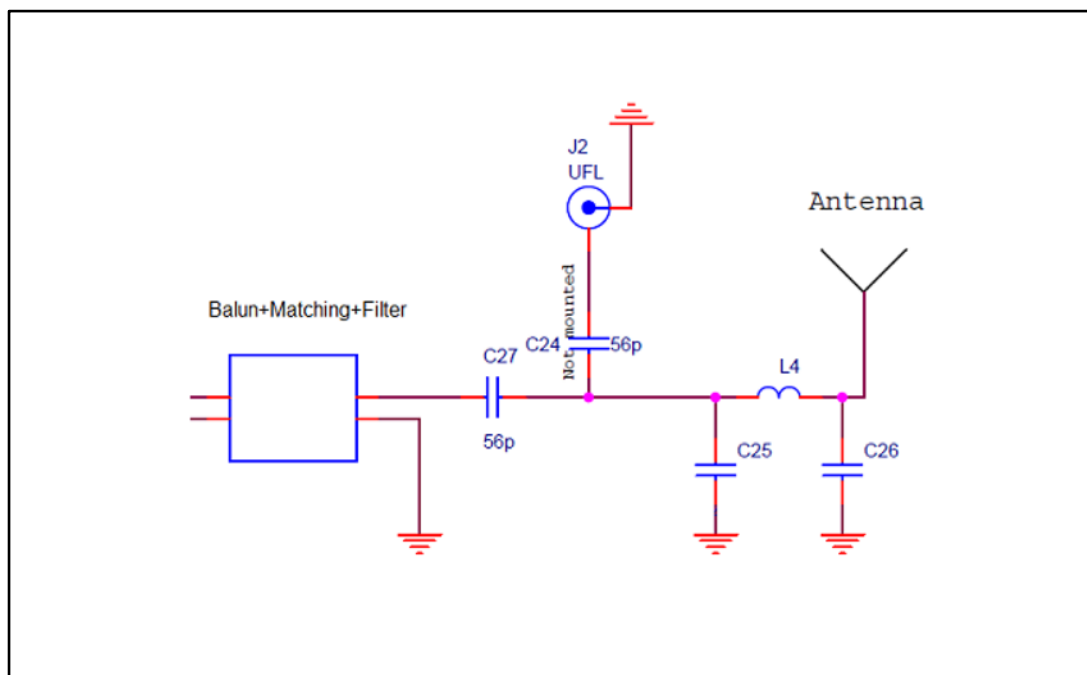 J2
UFL
Antenna
Not mounted
Balun+Matching+Filter
C24
56p
C27
L4
56p
C25
C26